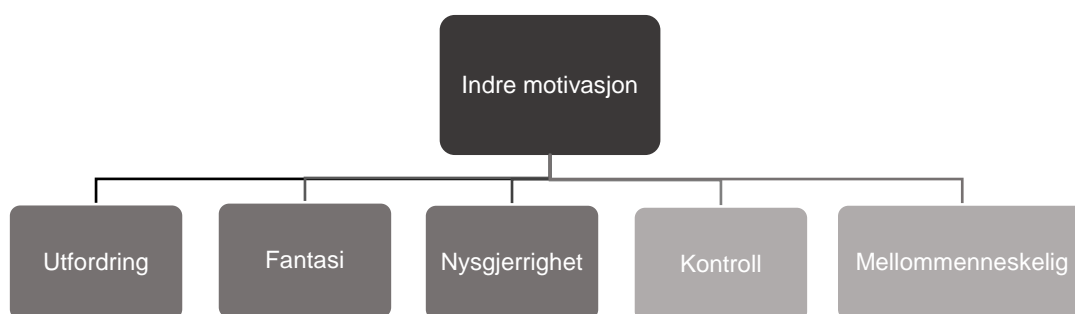 Indre motivasjon
Utfordring
Fantasi
Nysgjerrighet
Kontroll
Mellommenneskelig